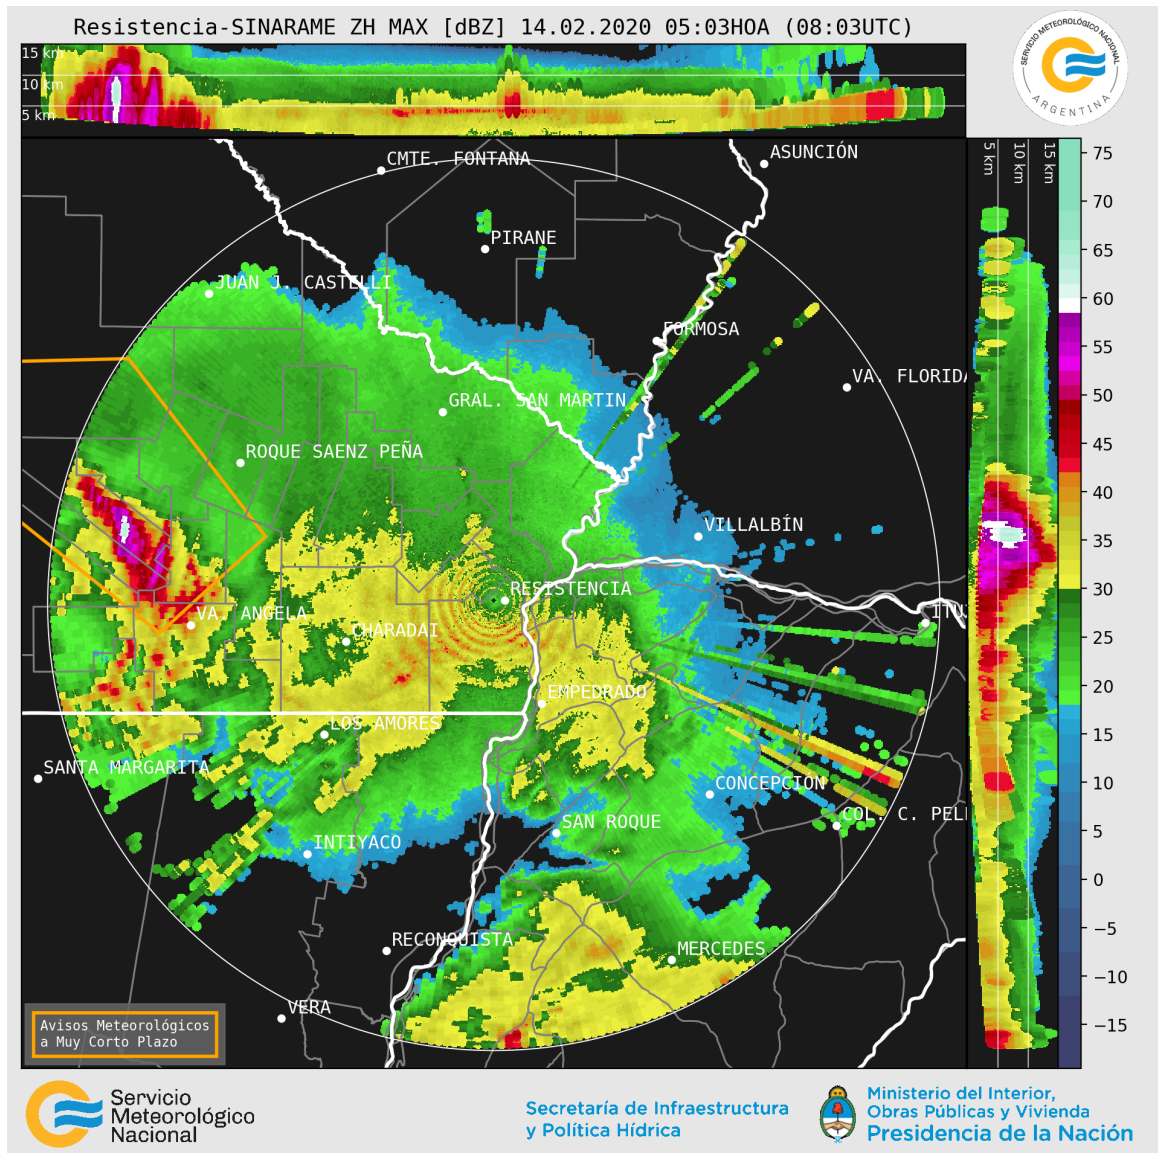 Resistencia-SINARAME ZH MAX [dBZ] 14.02.2020 05:03HOA (08:03UTC)
SERVICIO METEOROLÓGICO NACIONAL
ARGENTINA
15 km
10 km
5 km
5 km
10 km
15 km
ASUNCIÓN
CMTE. FONTANA
PIRANE
JUAN J. CASTELLI
FORMOSA
VA. FLORIDA
GRAL. SAN MARTIN
ROQUE SAENZ PEÑA
VILLALBÍN
RESISTENCIA
VA. ANGELA
ITU
CHARADAI
EMPEDRADO
LOS AMORES
SANTA MARGARITA
CONCEPCIÓN
SAN ROQUE
COL. C. PEL
INTIYACO
RECONQUISTA
MERCEDES
VERA
75
70
65
60
55
50
45
40
35
30
25
20
15
10
5
0
−5
−10
−15
Avisos Meteorológicos
a Muy Corto Plazo
Servicio
Meteorológico
Nacional
Secretaría de Infraestructura
y Política Hídrica
Ministerio del Interior,
Obras Públicas y Vivienda
Presidencia de la Nación